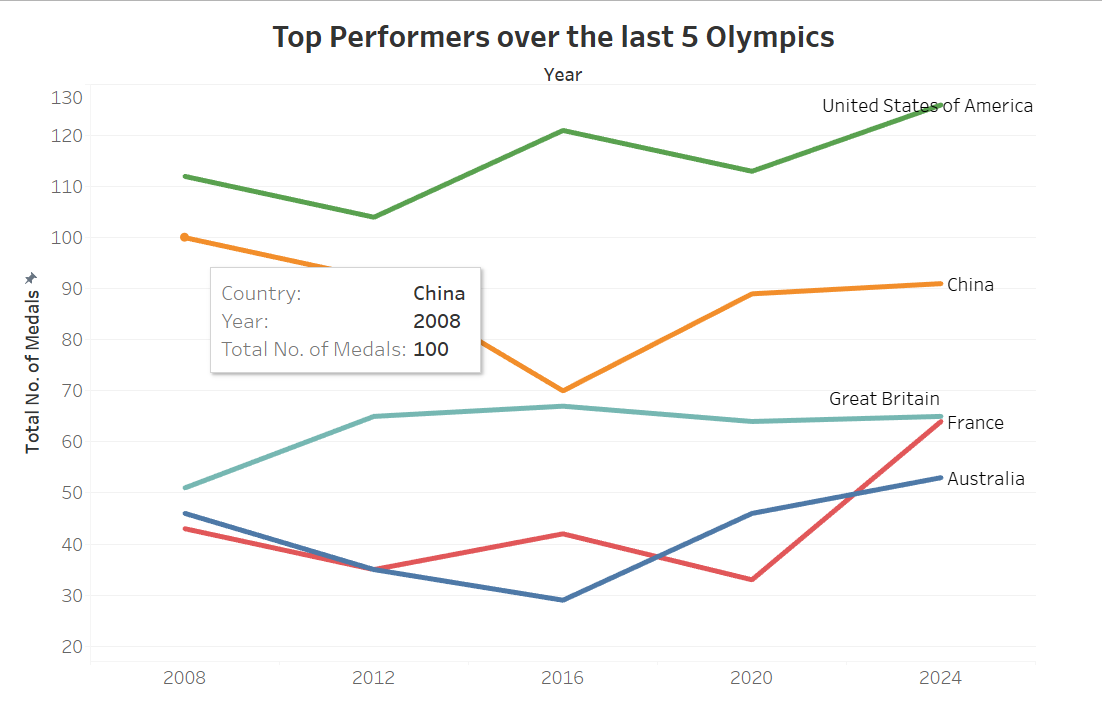 Top Performers over the last 5 Olympics
Year
Total No. of Medals
130
120
110
100
90
80
70
60
50
40
30
20
United States of America
China
Great Britain
France
Australia
Country: China
Year: 2008
Total No. of Medals: 100
2008 2012 2016 2020 2024